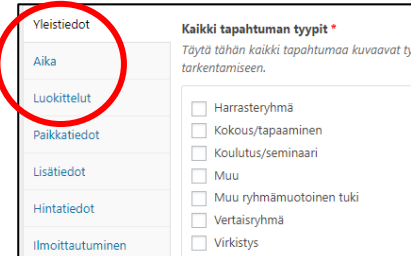 Yleistiedot
Aika
Luokittelut
Paikkatiedot
Lisätiedot
Hintatiedot
Ilmoittautuminen
Kaikki tapahtuman tyypit *
Täytä tähän kaikki tapahtumaa kuvaavat
tarkentamiseen.
Harrasteryhmä
Kokous/tapaaminen
Koulutus/seminaari
Muu
Muu ryhmämuotoinen tuki
Vertaisryhmä
Virkistys